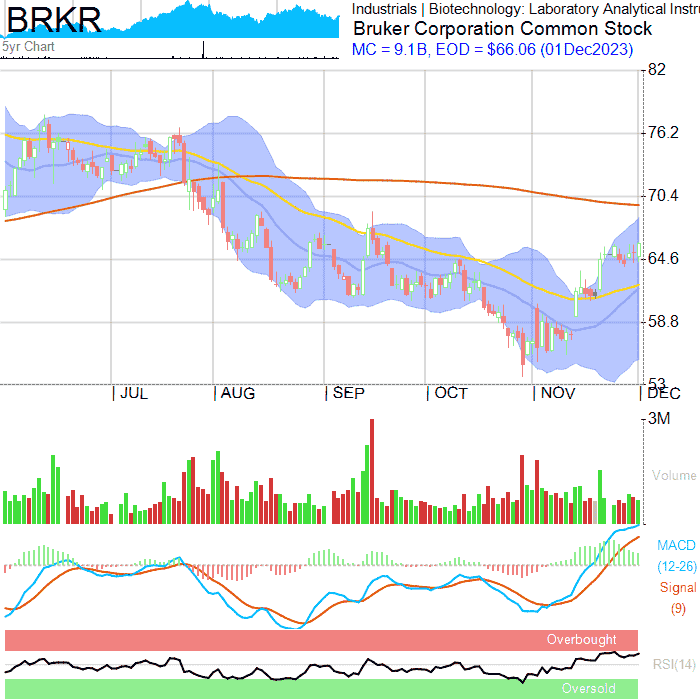 BRKR
Industrials | Biotechnology: Laboratory Analytical Instru
Bruker Corporation Common Stock
MC = 9.1B, EOD = $66.06 (01Dec2023)
5yr Chart
82
76.2
70.4
64.6
58.8
53
JUL
AUG
SEP
OCT
NOV
DEC
3M
Volume
MACD
(12-26)
Signal
(9)
Overbought
RSI(14)
Oversold